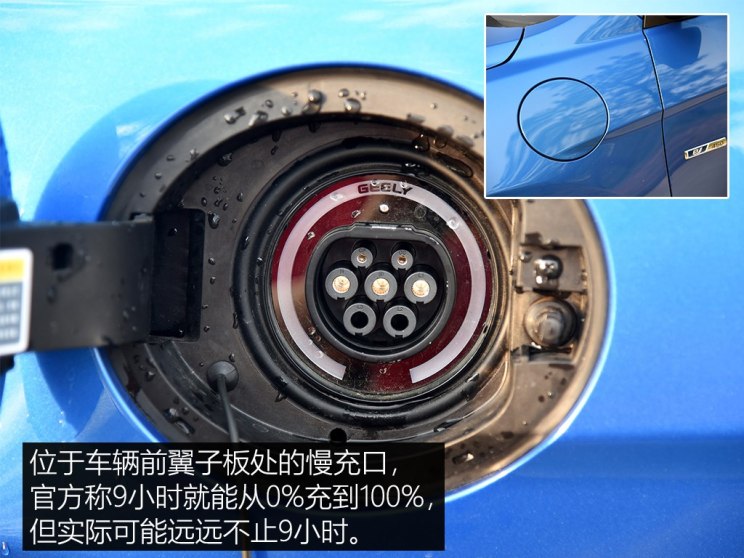 GEELY
位于车辆前翼子板处的慢充口，
官方称9小时就能从0%充到100%，
但实际可能远远不止9小时。